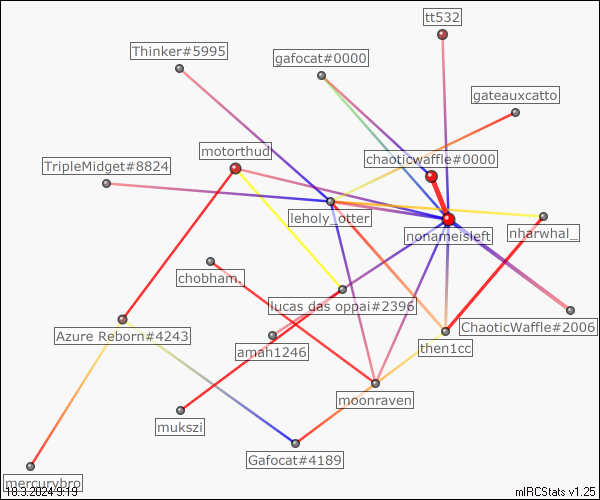 tt532
Thinker#5995
gafocat#0000
gateauxcatto
motorthud
chaoticwaffle#0000
TripleMidget#8824
leholy_otter
nonameisleft
nharwhal_
chobham.
lucas das oppai#2396
Azure Reborn#4243
ChaoticWaffle#2006
amah1246
then1cc
moonraven
mukszi
Gafocat#4189
mercurybro
10.3.2024 9:19
mIRCStats v1.25